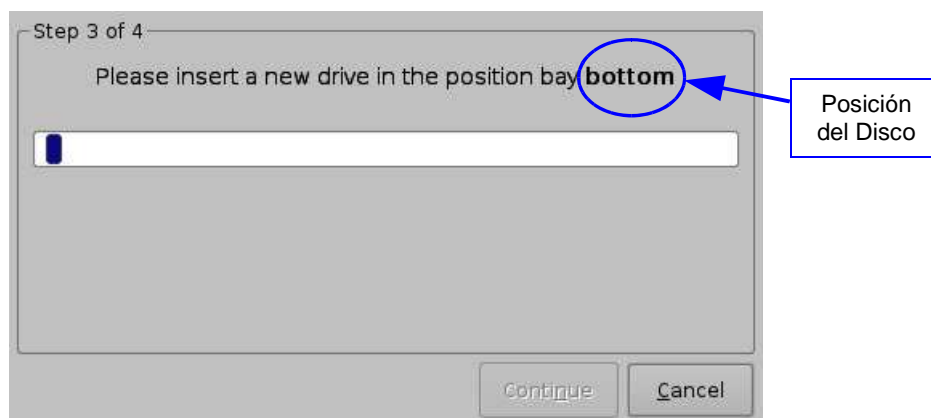 Step 3 of 4
Please insert a new drive in the position bay bottom
Posición
del Disco
Continue
Cancel